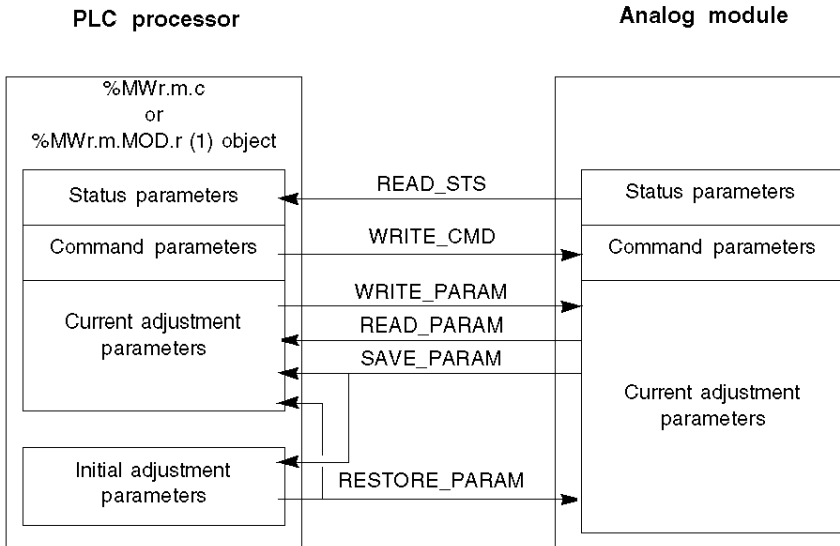 PLC processor
Analog module
%MWr.m.c
or
%MWr.m.MOD.r (1) object
Status parameters
READ_STS
Status parameters
Command parameters
WRITE_CMD
Command parameters
WRITE_PARAM
Current adjustment
parameters
READ_PARAM
SAVE_PARAM
Current adjustment
parameters
Initial adjustment
parameters
RESTORE_PARAM